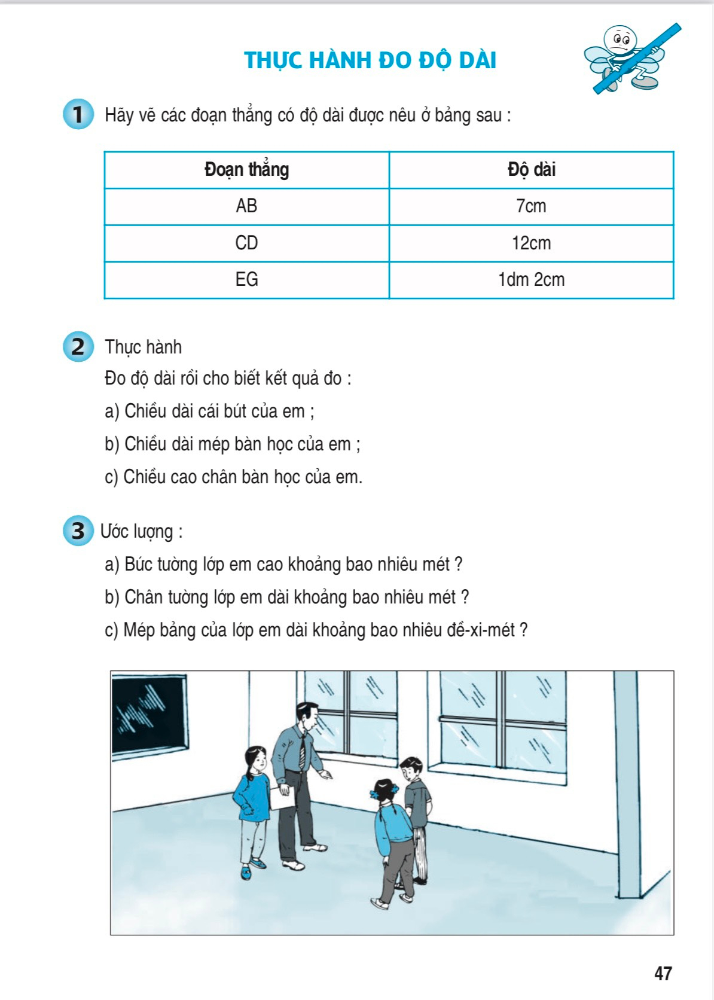 THỰC HÀNH ĐO ĐỘ DÀI
1 Hãy vẽ các đoạn thẳng có độ dài được nêu ở bảng sau :
Đoạn thẳng Độ dài
AB 7cm
CD 12cm
EG 1dm 2cm
2 Thực hành
Đo độ dài rồi cho biết kết quả đo :
a) Chiều dài cái bút của em ;
b) Chiều dài mép bàn học của em ;
c) Chiều cao chân bàn học của em.
3 Ước lượng :
a) Bức tường lớp em cao khoảng bao nhiêu mét ?
b) Chân tường lớp em dài khoảng bao nhiêu mét ?
c) Mép bảng của lớp em dài khoảng bao nhiêu đề-xi-mét ?
47